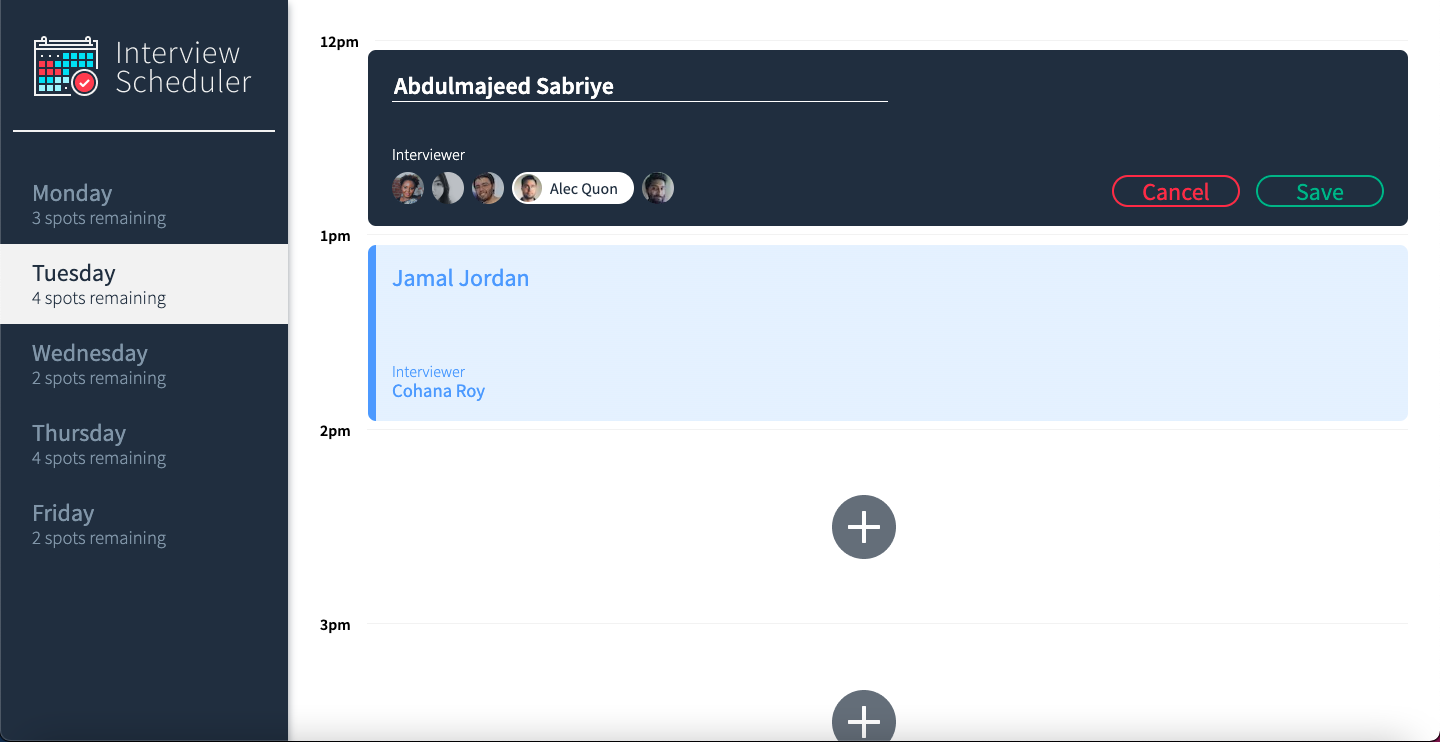 Interview
Scheduler
Monday
3 spots remaining
Tuesday
4 spots remaining
Wednesday
2 spots remaining
Thursday
4 spots remaining
Friday
2 spots remaining
12pm
Abdulmajeed Sabriye
Interviewer
Alec Quon
Cancel
Save
1pm
Jamal Jordan
Interviewer
Cohana Roy
2pm
3pm